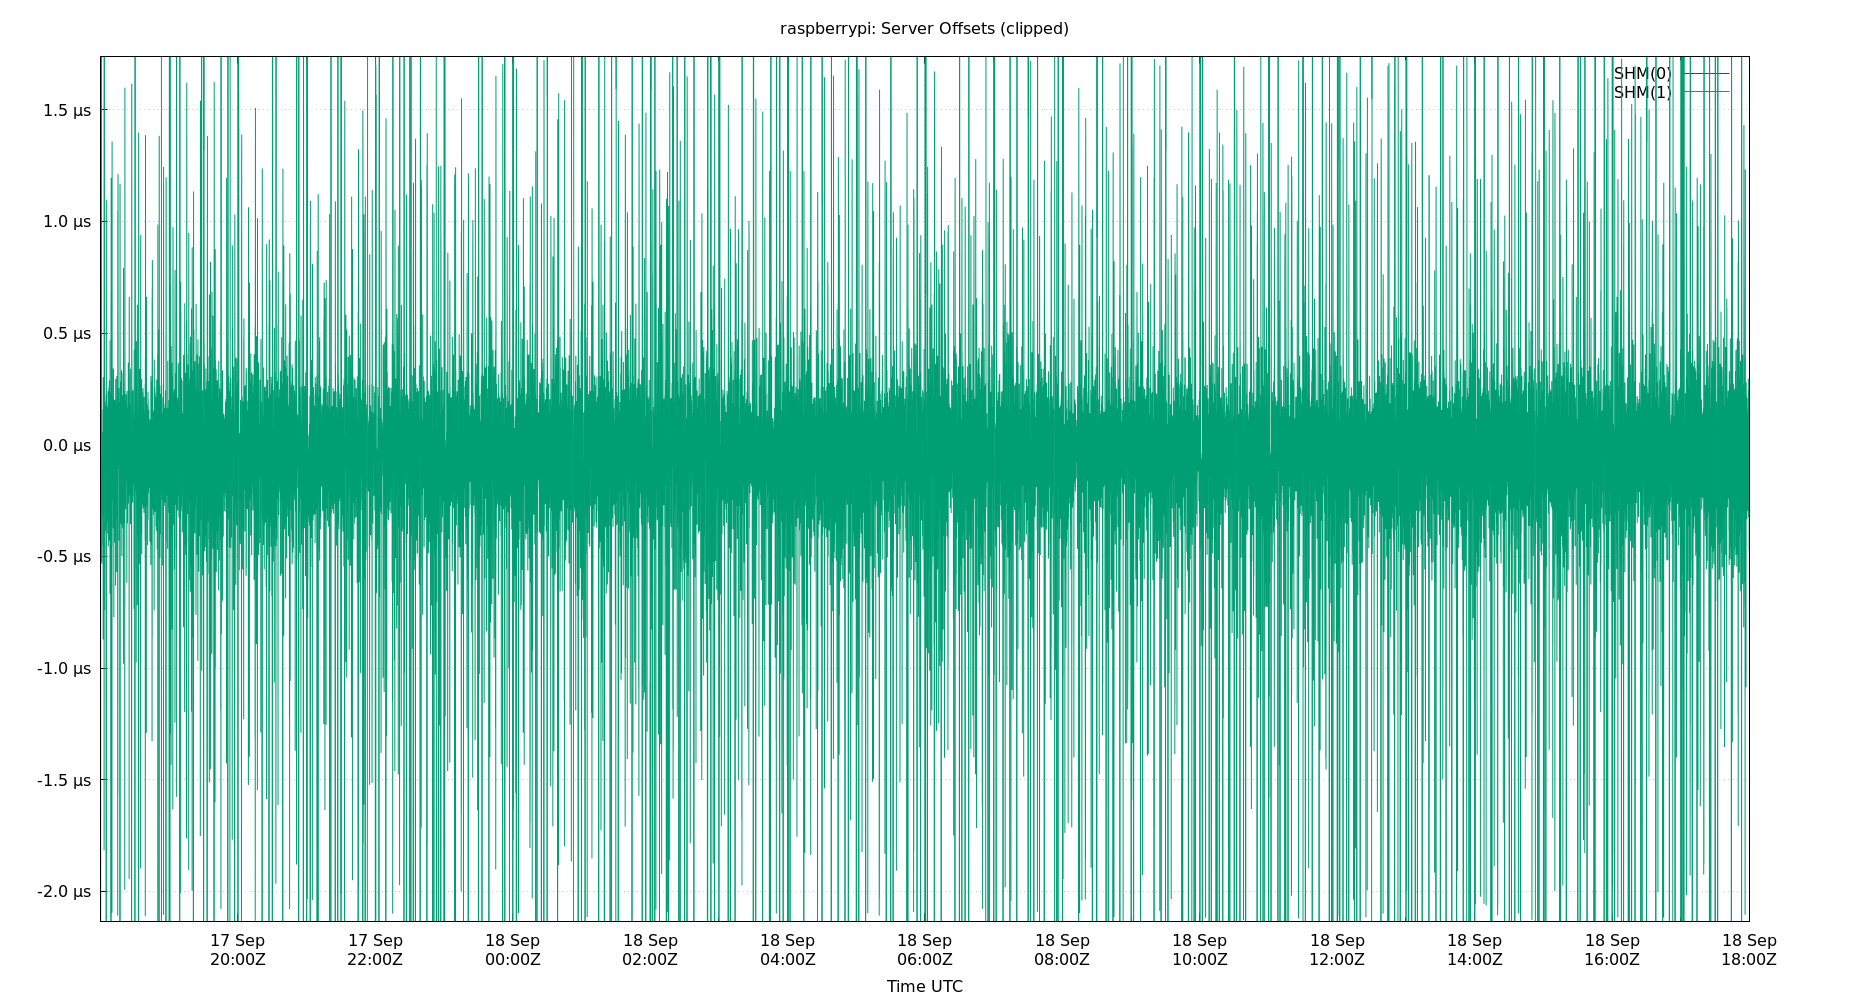 raspberrypi: Server Offsets (clipped)
SHM(0)
SHM(1)
1.5 µs
1.0 µs
0.5 µs
0.0 µs
-0.5 µs
-1.0 µs
-1.5 µs
-2.0 µs
17 Sep 17 Sep 18 Sep 18 Sep 18 Sep 18 Sep 18 Sep 18 Sep 18 Sep 18 Sep 18 Sep 18 Sep
20:00Z 22:00Z 00:00Z 02:00Z 04:00Z 06:00Z 08:00Z 10:00Z 12:00Z 14:00Z 16:00Z 18:00Z
Time UTC